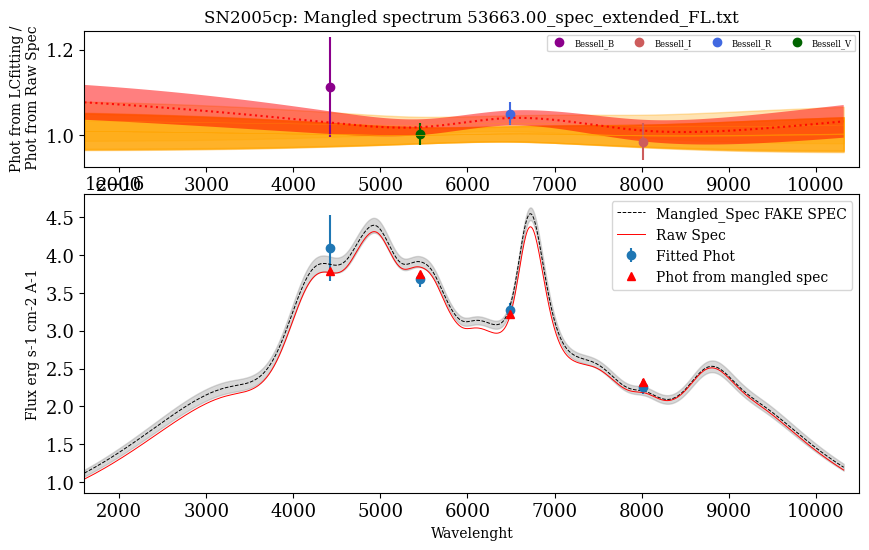 SN2005cp: Mangled spectrum 53663.00_spec_extended_FL.txt
Phot from LCfitting /
Phot from Raw Spec
1.2
1.0
Bessell_B
Bessell_I
Bessell_R
Bessell_V
2000 3000 4000 5000 6000 7000 8000 9000 10000
1e−16
4.5
4.0
3.5
3.0
2.5
2.0
1.5
1.0
Flux erg s-1 cm-2 A-1
Mangled_Spec FAKE SPEC
Raw Spec
Fitted Phot
Phot from mangled spec
2000 3000 4000 5000 6000 7000 8000 9000 10000
Wavelenght